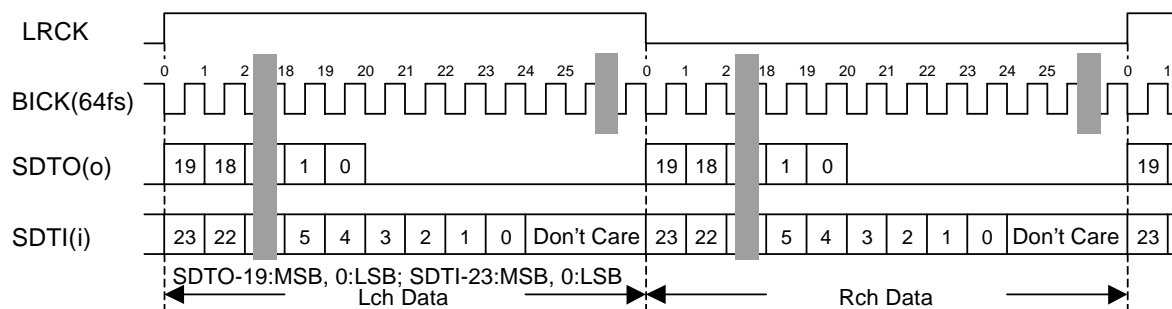 LRCK
0 1 2 18 19 20 21 22 23 24 25 0 1 2 18 19 20 21 22 23 24 25 0 1
BICK(64fs)
SDTO(o) 19 18 1 0 19 18 1 0 19
SDTI(i) 23 22 5 4 3 2 1 0 Don't Care 23 22 5 4 3 2 1 0 Don't Care 23
SDTO-19:MSB, 0:LSB; SDTI-23:MSB, 0:LSB
Lch Data Rch Data